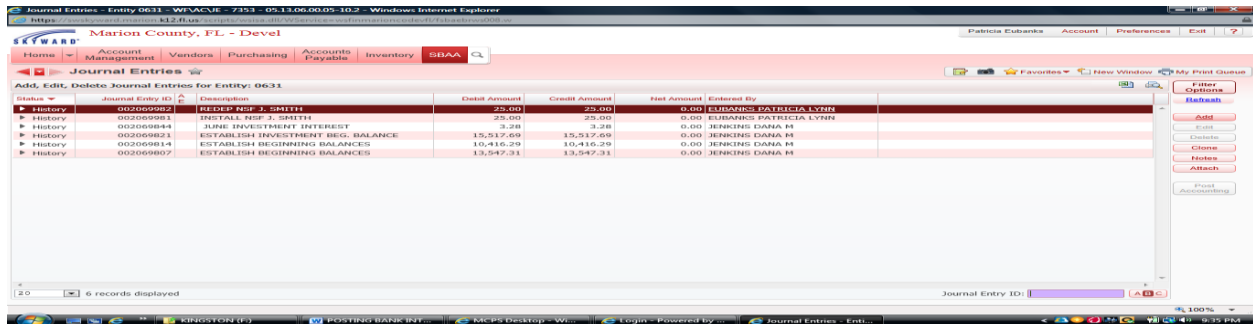 Journal Entries - Entity 0631 - WF\AC\JE - 7353 - 05.13.06.00.05-10.2 - Windows Internet Explorer
SKYWARD Marion County, FL - Devel Patricia Eubanks Account Preferences Exit ?
Home Account Management Vendors Purchasing Accounts Payable Inventory SBAA
Journal Entries Favorites New Window My Print Queue
Add, Edit, Delete Journal Entries for Entity: 0631 Filter Options
Status Journal Entry ID Description Debit Amount Credit Amount Net Amount Entered By Refresh
History 002069982 REDEP NSF J. SMITH 25.00 25.00 0.00 EUBANKS PATRICIA LYNN
History 002069981 INSTALL NSF J. SMITH 25.00 25.00 0.00 EUBANKS PATRICIA LYNN Add
History 002069844 JUNE INVESTMENT INTEREST 3.28 3.28 0.00 JENKINS DANA M Edit
History 002069821 ESTABLISH INVESTMENT BEG. BALANCE 15,517.69 15,517.69 0.00 JENKINS DANA M Delete
History 002069814 ESTABLISH BEGINNING BALANCES 10,416.29 10,416.29 0.00 JENKINS DANA M Clone
History 002069807 ESTABLISH BEGINNING BALANCES 13,547.31 13,547.31 0.00 JENKINS DANA M Notes
Attach
Post Accounting
20 6 records displayed Journal Entry ID: A B C
100%
KINGSTON (F:) POSTING BANK INT... MCPS Desktop - Wi... Login - Powered by ... Journal Entries - Enti... 9:35 PM